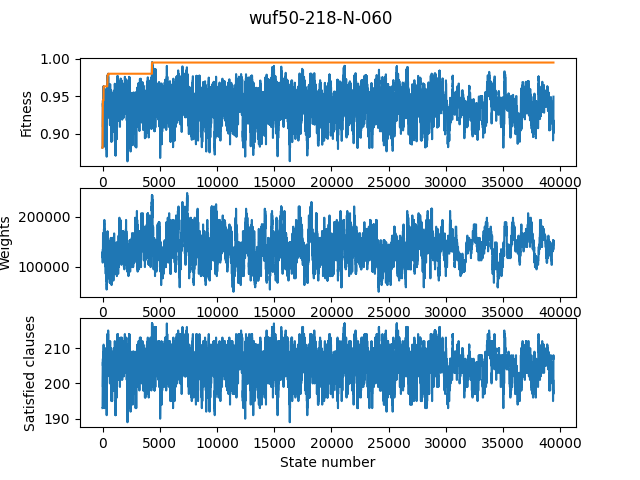 wuf50-218-N-060
1.00
0.95
0.90
Fitness
0 5000 10000 15000 20000 25000 30000 35000 40000
200000
100000
Weights
0 5000 10000 15000 20000 25000 30000 35000 40000
210
200
190
Satisfied clauses
0 5000 10000 15000 20000 25000 30000 35000 40000
State number